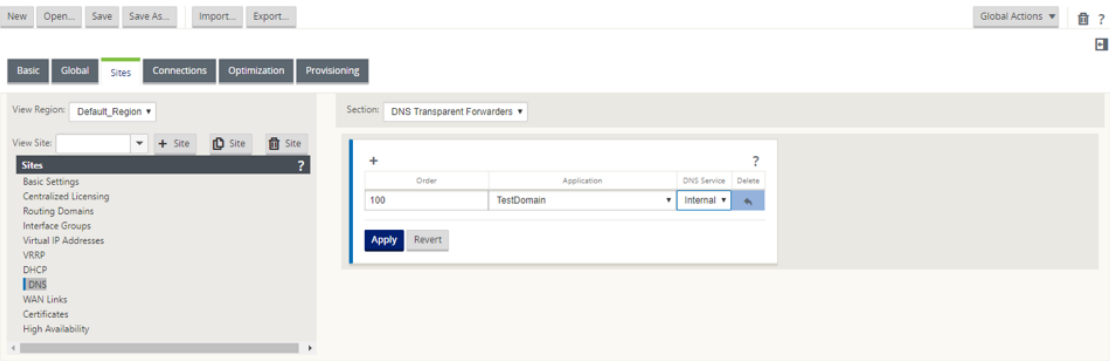 New Open... Save Save As... Import... Export... Global Actions ?
Basic Global Sites Connections Optimization Provisioning
View Region: Default_Region
Section: DNS Transparent Forwarders
View Site: + Site Site Site
Sites ?
Basic Settings
Centralized Licensing
Routing Domains
Interface Groups
Virtual IP Addresses
VRRP
DHCP
DNS
WAN Links
Certificates
High Availability
+ ?
Order Application DNS Service Delete
100 TestDomain Internal
Apply Revert